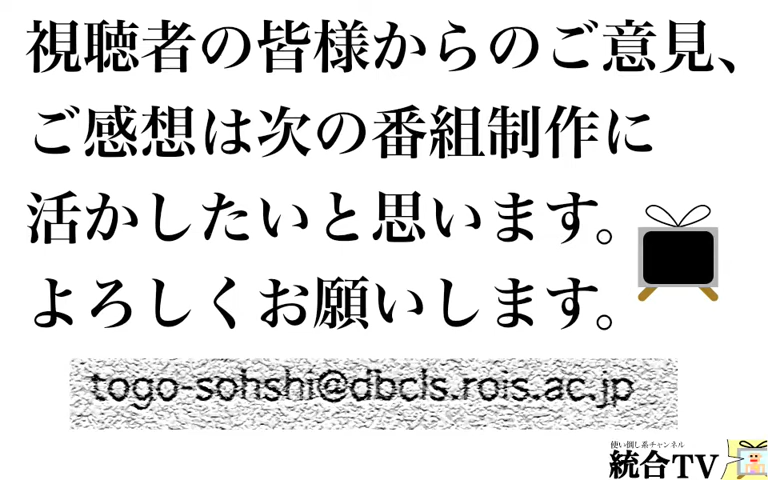 視聴者の皆様からのご意見、
ご感想は次の番組制作に
活かしたいと思います。
よろしくお願いします。
togo-sohshi@dbcls.rois.ac.jp
使い倒し系チャンネル
統合TV